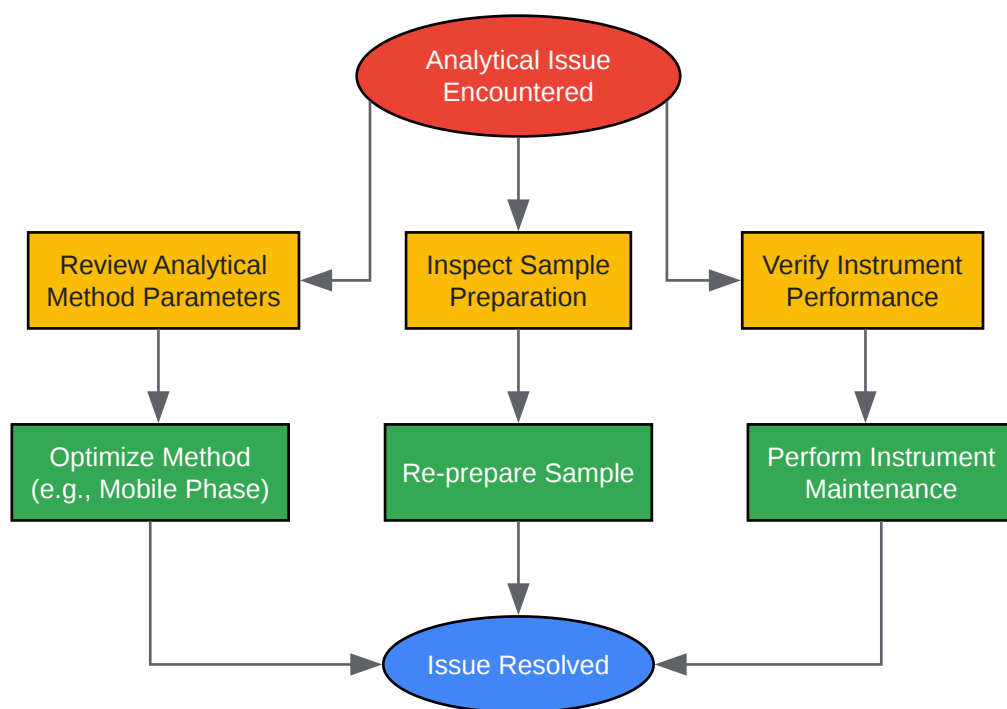 Analytical Issue
Encountered
Review Analytical
Method Parameters
Inspect Sample
Preparation
Verify Instrument
Performance
Optimize Method
(e.g., Mobile Phase)
Re-prepare Sample
Perform Instrument
Maintenance
Issue Resolved